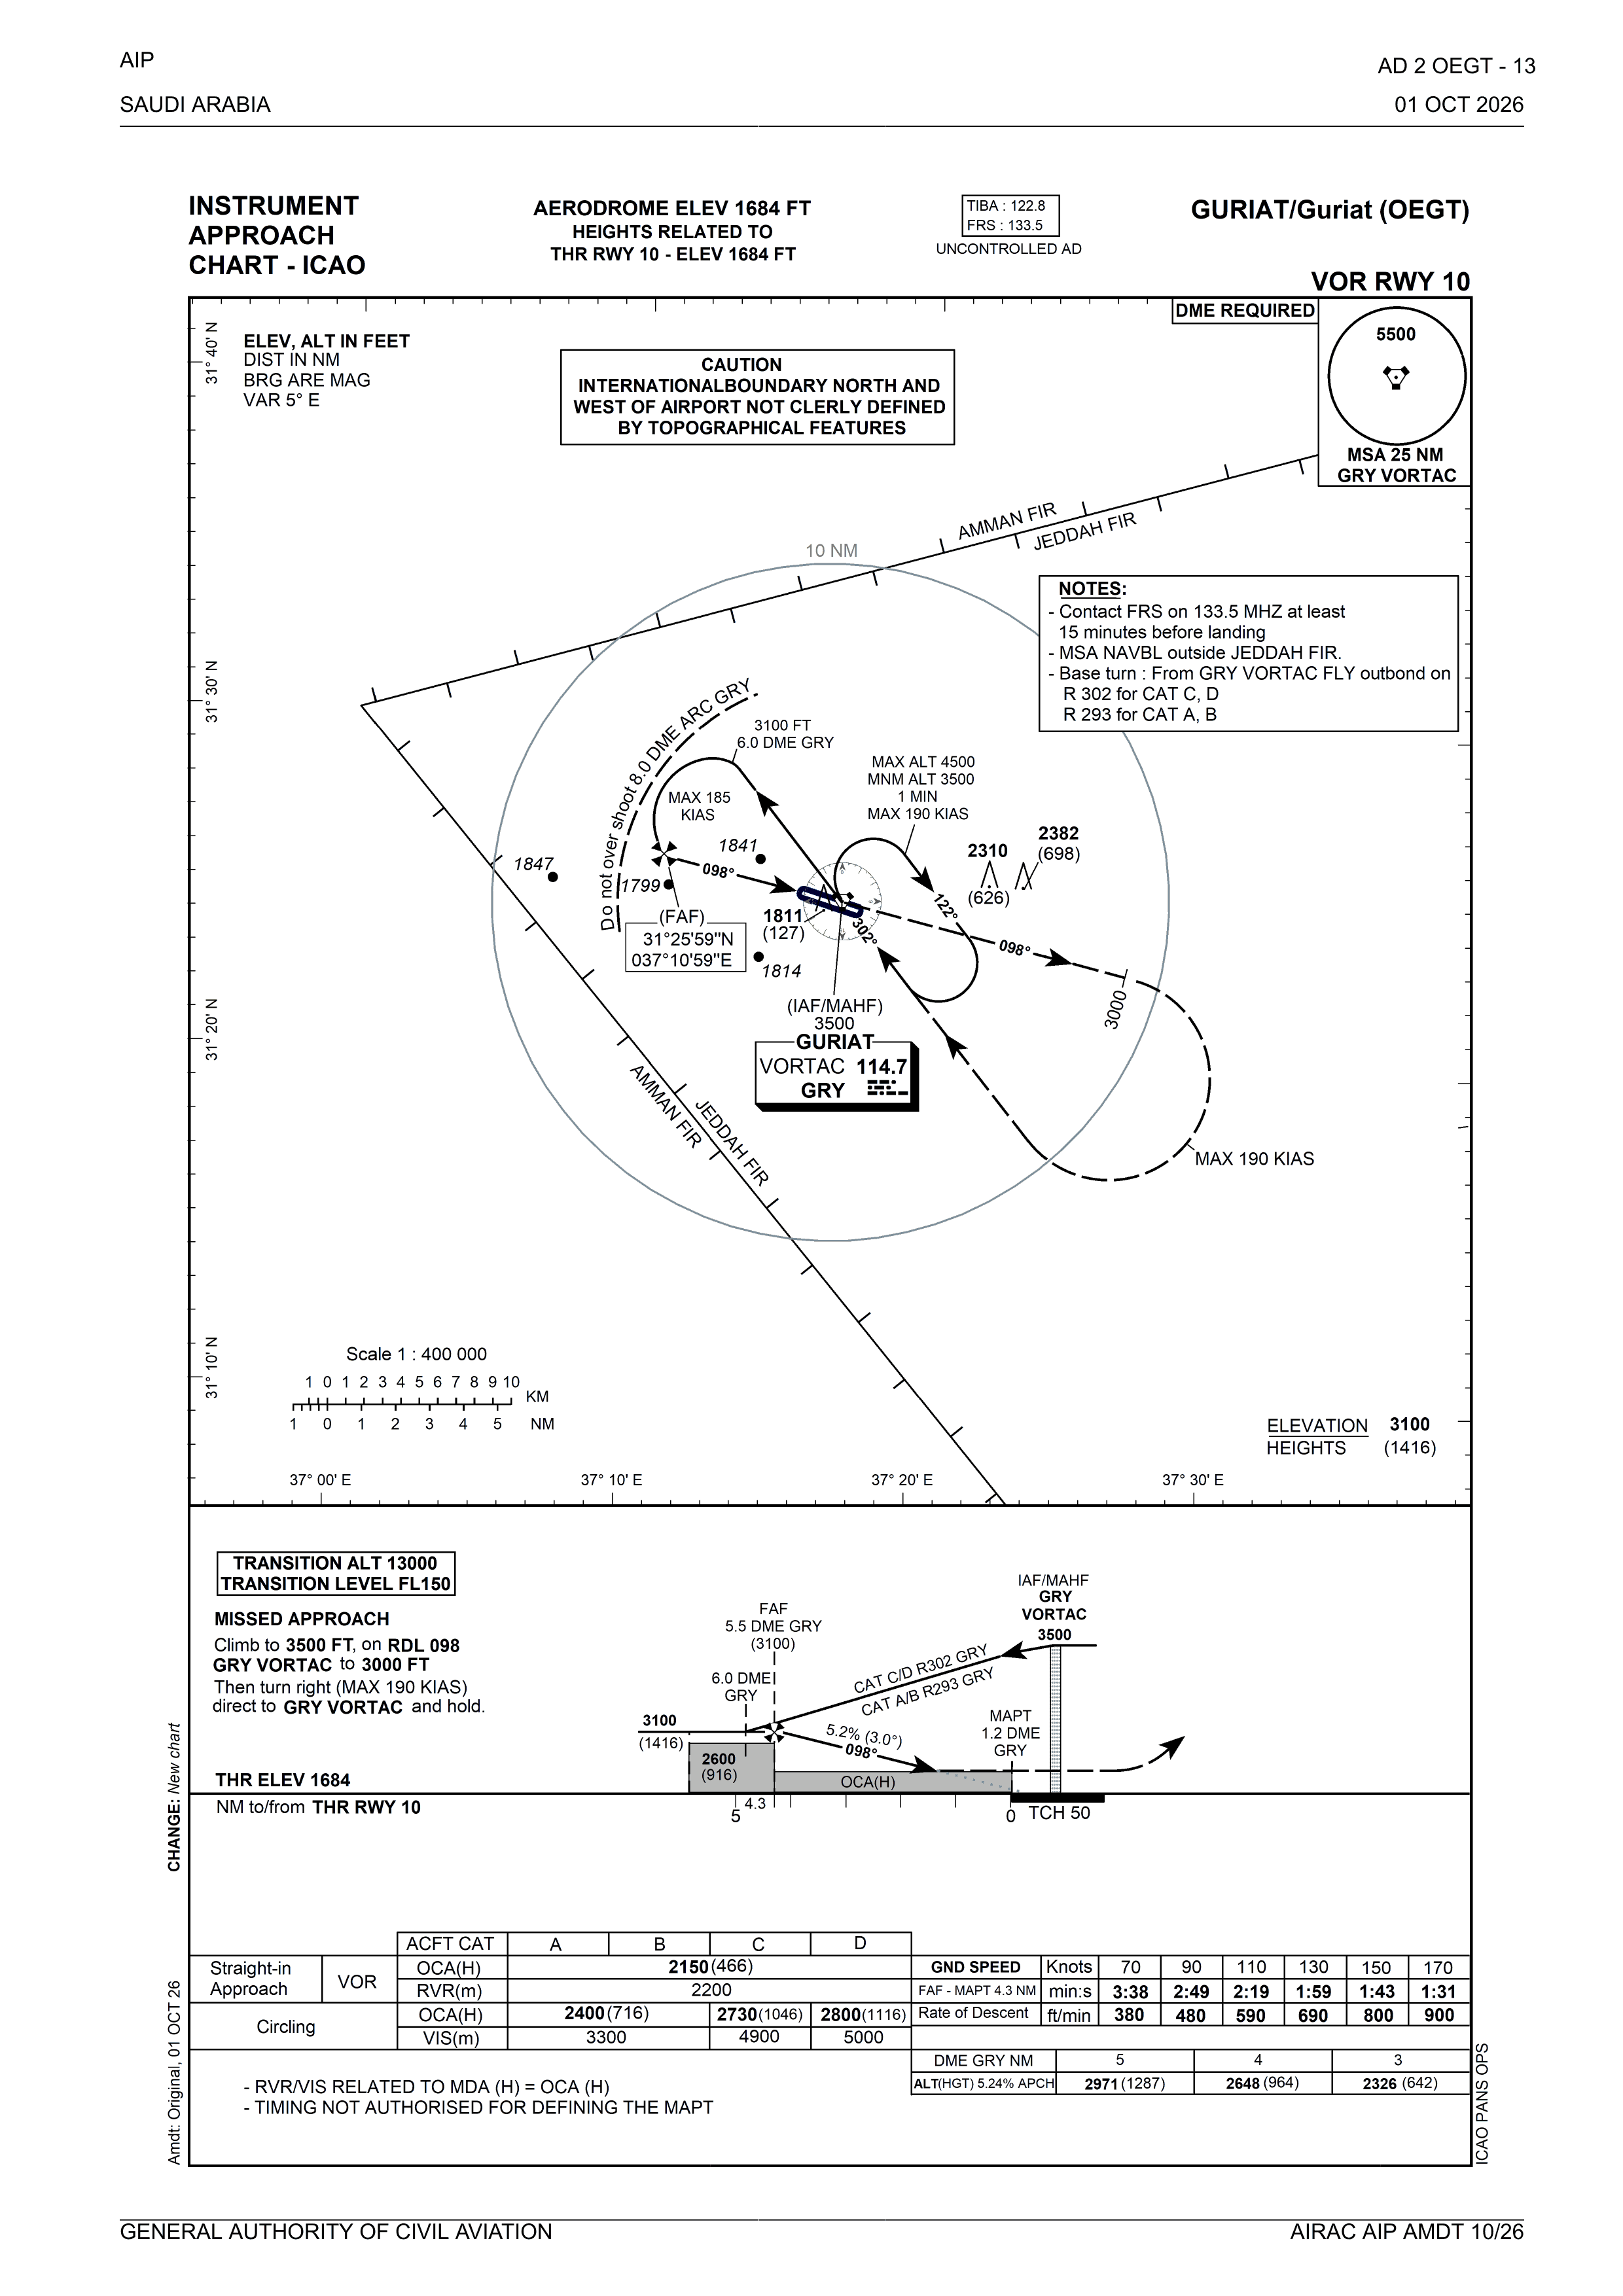 AIP
AD 2 OEGT - 13
SAUDI ARABIA
01 OCT 2026
INSTRUMENT
APPROACH
CHART - ICAO
AERODROME ELEV 1684 FT
HEIGHTS RELATED TO
THR RWY 10 - ELEV 1684 FT
TIBA : 122.8
FRS : 133.5
UNCONTROLLED AD
GURIAT/Guriat (OEGT)
VOR RWY 10
DME REQUIRED
5500
MSA 25 NM
GRY VORTAC
ELEV, ALT IN FEET
DIST IN NM
BRG ARE MAG
VAR 5° E
CAUTION
INTERNATIONALBOUNDARY NORTH AND
WEST OF AIRPORT NOT CLERLY DEFINED
BY TOPOGRAPHICAL FEATURES
31° 40' N
AMMAN FIR
JEDDAH FIR
10 NM
NOTES:
- Contact FRS on 133.5 MHZ at least
15 minutes before landing
- MSA NAVBL outside JEDDAH FIR.
- Base turn : From GRY VORTAC FLY outbond on
R 302 for CAT C, D
R 293 for CAT A, B
31° 30' N
Do not over shoot 8.0 DME ARC GRY
3100 FT
6.0 DME GRY
MAX 185
KIAS
MAX ALT 4500
MNM ALT 3500
1 MIN
MAX 190 KIAS
2382
(698)
2310
(626)
1841
1847
1799
098°
122°
302°
098°
1811
(127)
(FAF)
31°25'59"N
037°10'59"E
1814
3000
(IAF/MAHF)
3500
GURIAT
VORTAC 114.7
GRY
31° 20' N
AMMAN FIR
JEDDAH FIR
MAX 190 KIAS
31° 10' N
Scale 1 : 400 000
1 0 1 2 3 4 5 6 7 8 9 10
KM
1 0 1 2 3 4 5 NM
ELEVATION 3100
HEIGHTS (1416)
37° 00' E
37° 10' E
37° 20' E
37° 30' E
TRANSITION ALT 13000
TRANSITION LEVEL FL150
MISSED APPROACH
Climb to 3500 FT, on RDL 098
GRY VORTAC to 3000 FT
Then turn right (MAX 190 KIAS)
direct to GRY VORTAC and hold.
IAF/MAHF
GRY
VORTAC
3500
FAF
5.5 DME GRY
(3100)
6.0 DME
GRY
CAT C/D R302 GRY
CAT A/B R293 GRY
3100
(1416)
5.2% (3.0°)
098°
MAPT
1.2 DME
GRY
2600
(916)
OCA(H)
THR ELEV 1684
NM to/from THR RWY 10
5
4.3
0
TCH 50
CHANGE: New chart
Amdt: Original, 01 OCT 26
ICAO PANS OPS
ACFT CAT A B C D
Straight-in
Approach
VOR
OCA(H) 2150(466)
RVR(m) 2200
Circling
OCA(H) 2400(716) 2730(1046) 2800(1116)
VIS(m) 3300 4900 5000
GND SPEED Knots 70 90 110 130 150 170
FAF - MAPT 4.3 NM min:s 3:38 2:49 2:19 1:59 1:43 1:31
Rate of Descent ft/min 380 480 590 690 800 900
DME GRY NM 5 4 3
ALT(HGT) 5.24% APCH 2971(1287) 2648(964) 2326(642)
- RVR/VIS RELATED TO MDA (H) = OCA (H)
- TIMING NOT AUTHORISED FOR DEFINING THE MAPT
GENERAL AUTHORITY OF CIVIL AVIATION
AIRAC AIP AMDT 10/26